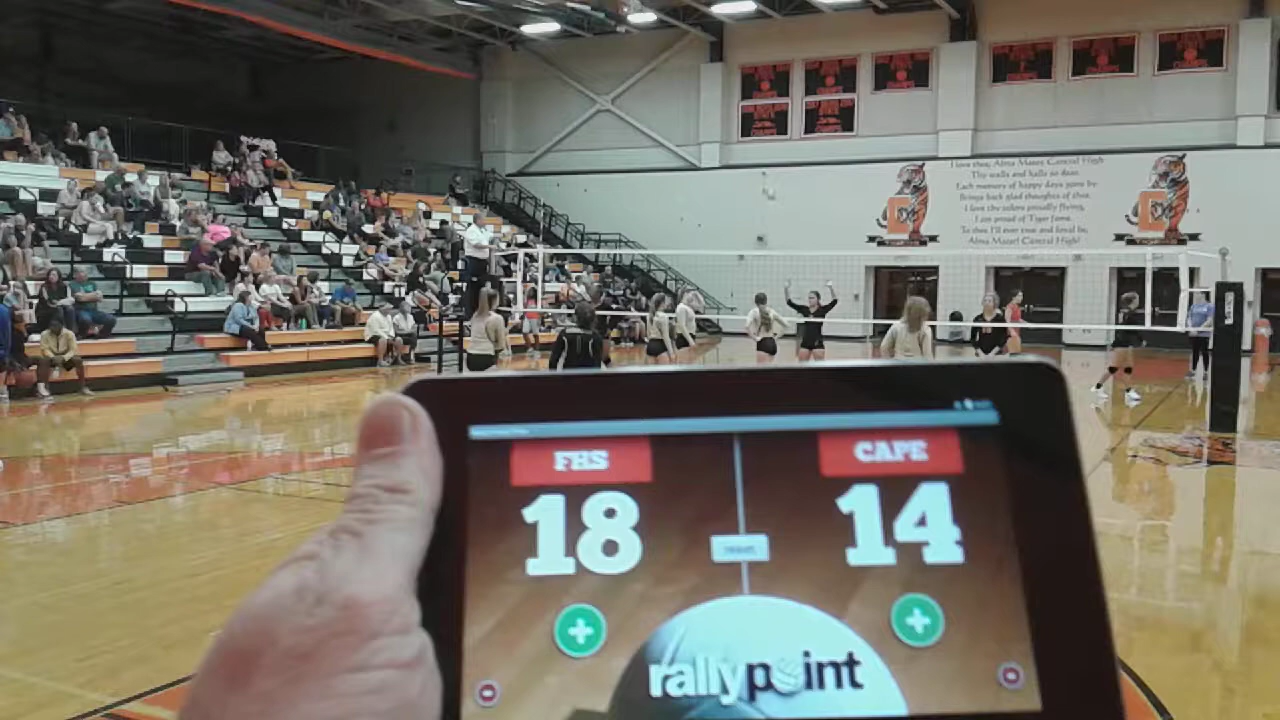 I love thee, Alma Mater Central High
Thy walls and halls so dear.
Each memory of happy days gone by
Brings back glad thoughts of thee.
I love thy colors proudly flying,
I am proud of Tiger fame.
To thee I'll ever true and loyal be,
Alma Mater! Central High!
FHS
CAPE
18
14
rallypoint